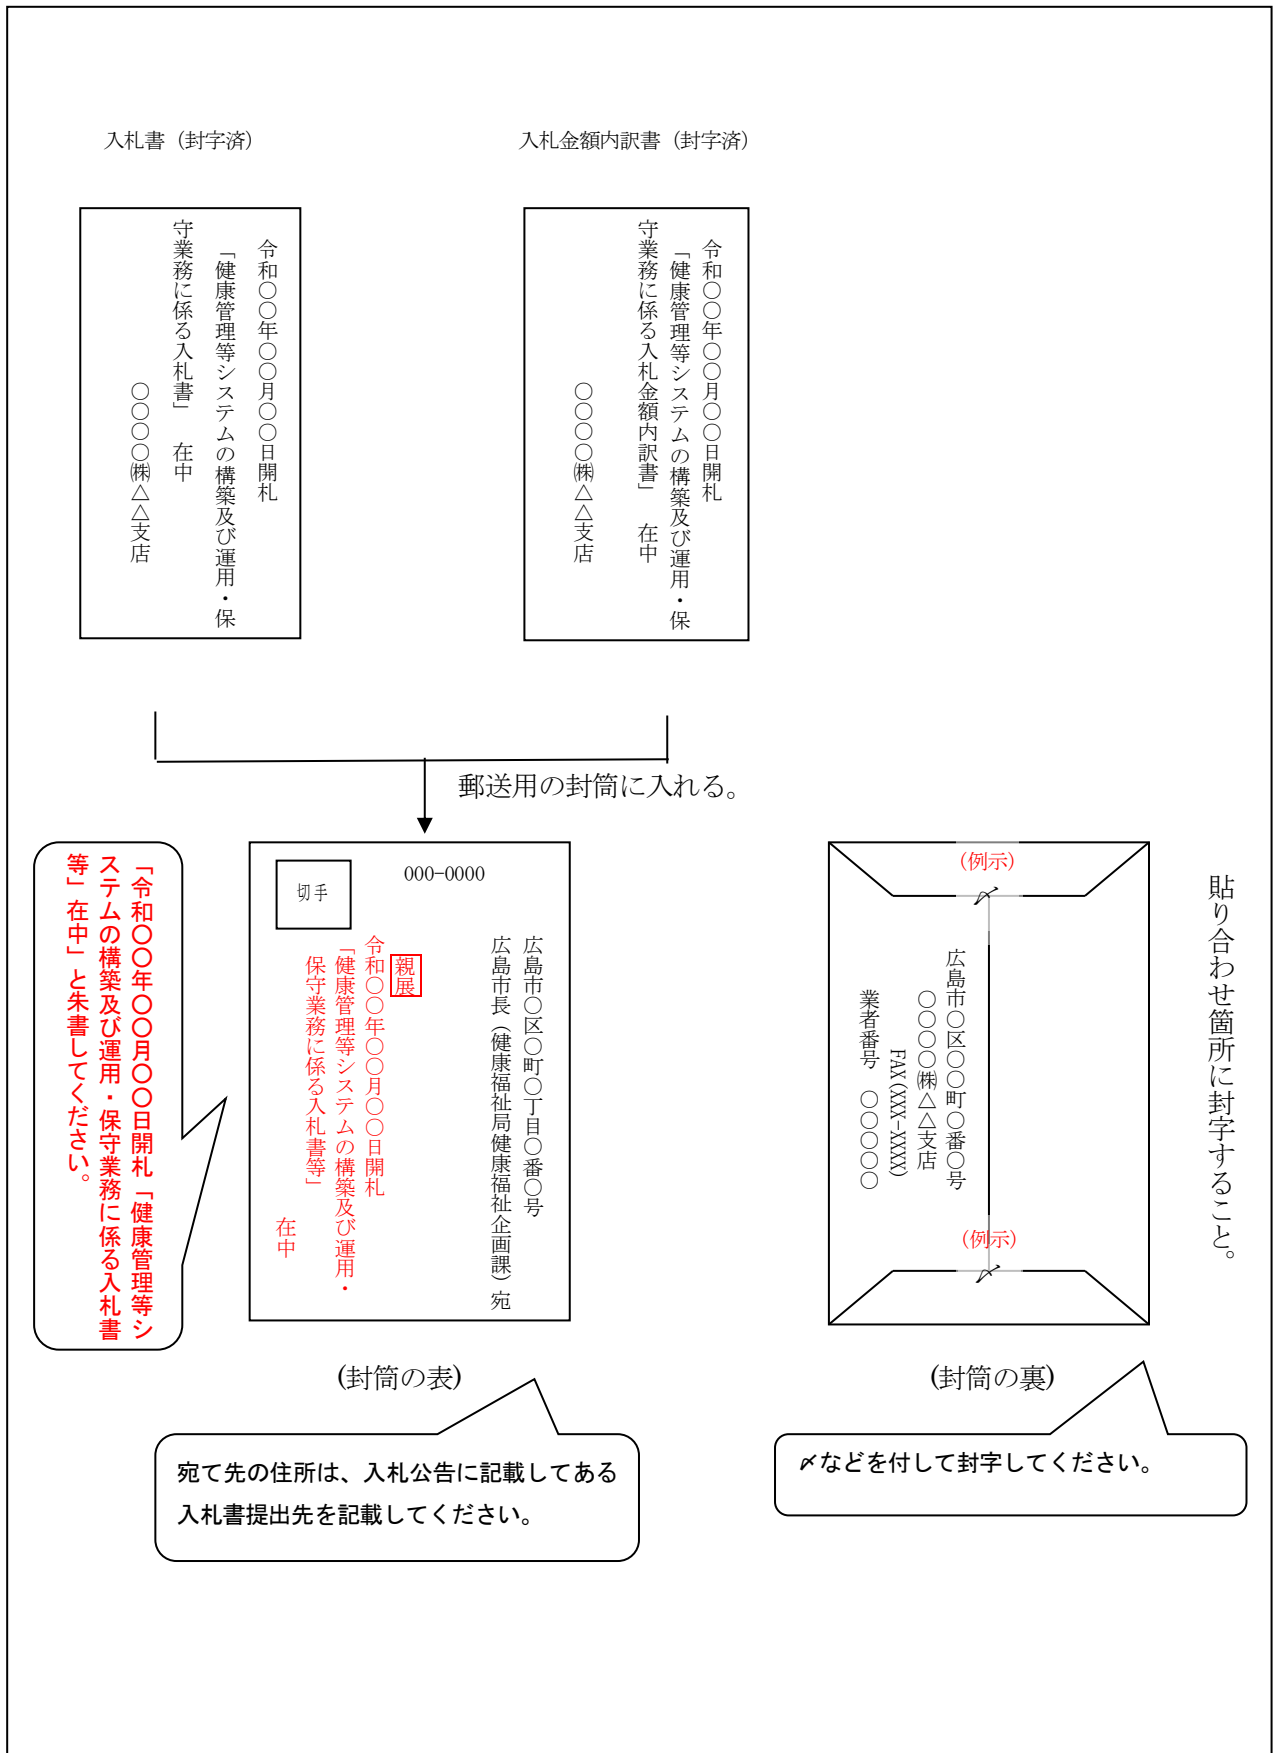 入札書（封字済）
令和〇〇年〇〇月〇〇日開札
「健康管理等システムの構築及び運用・保
守業務に係る入札書」　在中
〇〇〇〇㈱△△支店
入札金額内訳書（封字済）
令和〇〇年〇〇月〇〇日開札
「健康管理等システムの構築及び運用・保
守業務に係る入札金額内訳書」　在中
〇〇〇〇㈱△△支店
郵送用の封筒に入れる。
「令和〇〇年〇〇月〇〇日開札「健康管理等シ
ステムの構築及び運用・保守業務に係る入札書
等」在中」と朱書してください。
切手
000-0000
広島市〇区〇町〇丁目〇番〇号
広島市長（健康福祉局健康福祉企画課）宛
親展
令和〇〇年〇〇月〇〇日開札
「健康管理等システムの構築及び運用・
保守業務に係る入札書等」
在中
(封筒の表)
宛て先の住所は、入札公告に記載してある
入札書提出先を記載してください。
貼り合わせ箇所に封字すること。
(例示)
〆
広島市〇区〇〇町〇番〇号
〇〇〇〇㈱△△支店
FAX(XXX-XXXX)
業者番号　〇〇〇〇〇
(例示)
〆
(封筒の裏)
〆などを付して封字してください。